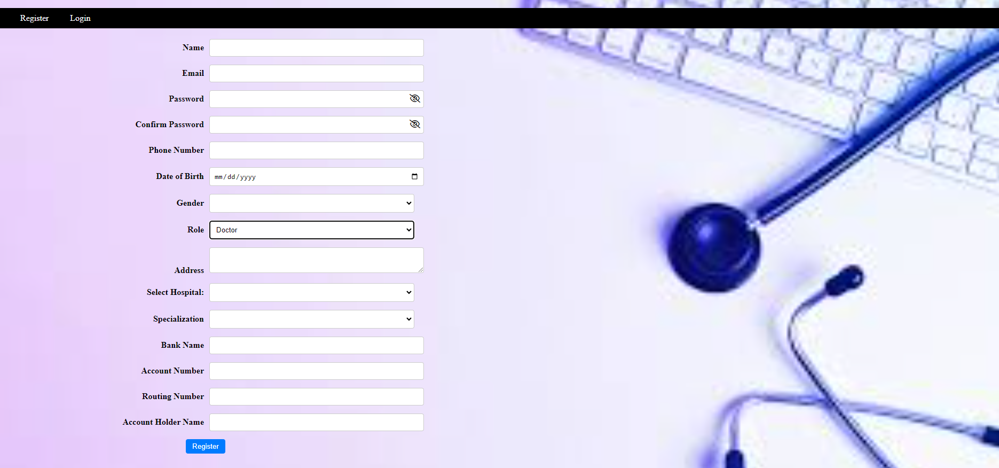 Register Login
Name
Email
Password
Confirm Password
Phone Number
Date of Birth mm/dd/yyyy
Gender
Role Doctor
Address
Select Hospital:
Specialization
Bank Name
Account Number
Routing Number
Account Holder Name
Register